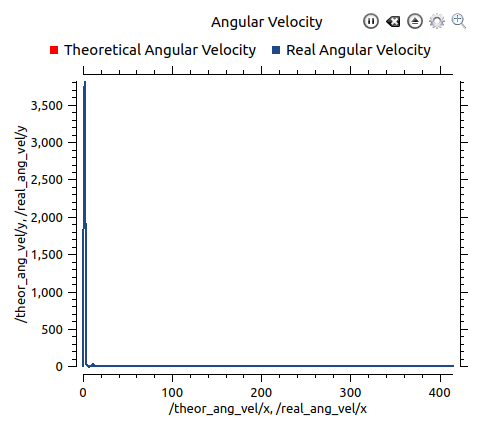 Angular Velocity
Theoretical Angular Velocity Real Angular Velocity
3,500
3,000
2,500
2,000
1,500
1,000
500
0
/theor_ang_vel/y, /real_ang_vel/y
0 100 200 300 400
/theor_ang_vel/x, /real_ang_vel/x